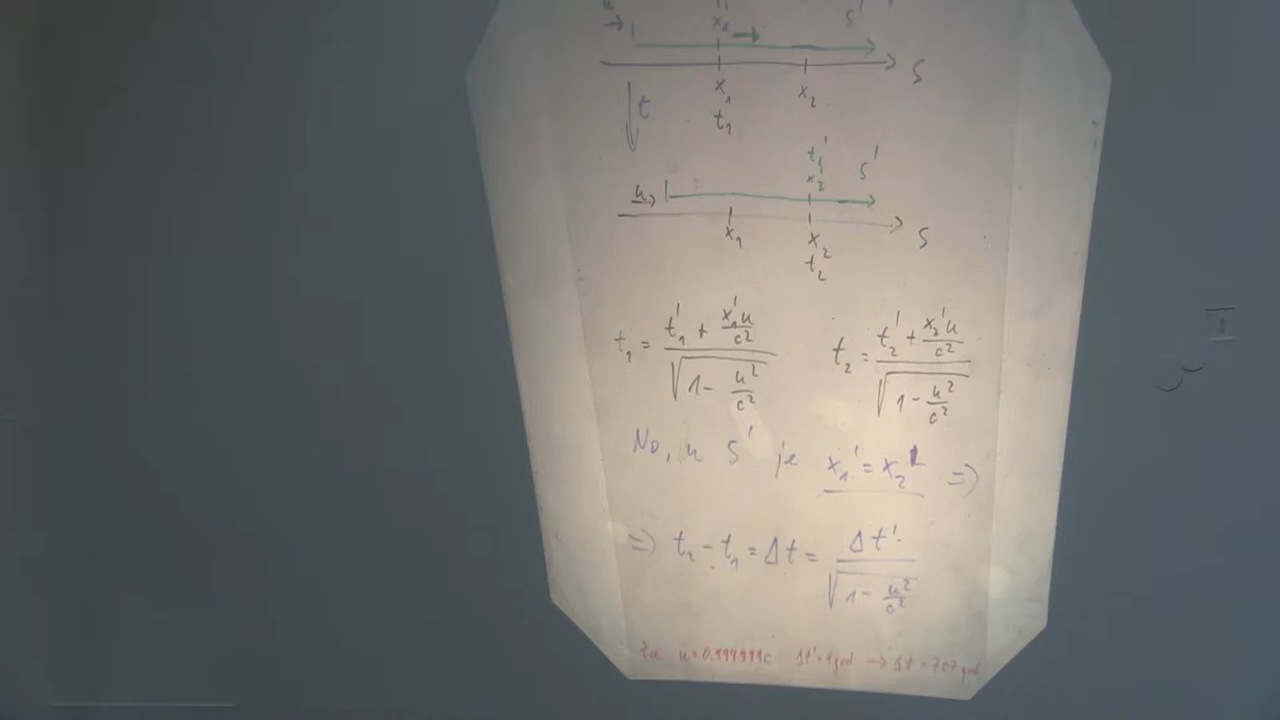 u
x₁' S'
S
x₁ x₂
t
t₁
t₁'
x₂' S'
u
x₁ x₂ S
t₂
t₁ = (t₁' + x₁'u/c²) / √(1 - u²/c²)   t₂ = (t₂' + x₂'u/c²) / √(1 - u²/c²)
No, u S' je x₁' = x₂' =>
=> t₂ - t₁ = Δt = Δt' / √(1 - u²/c²)
Za u = 0.999999c Δt' = 1 god → Δt = 707 god